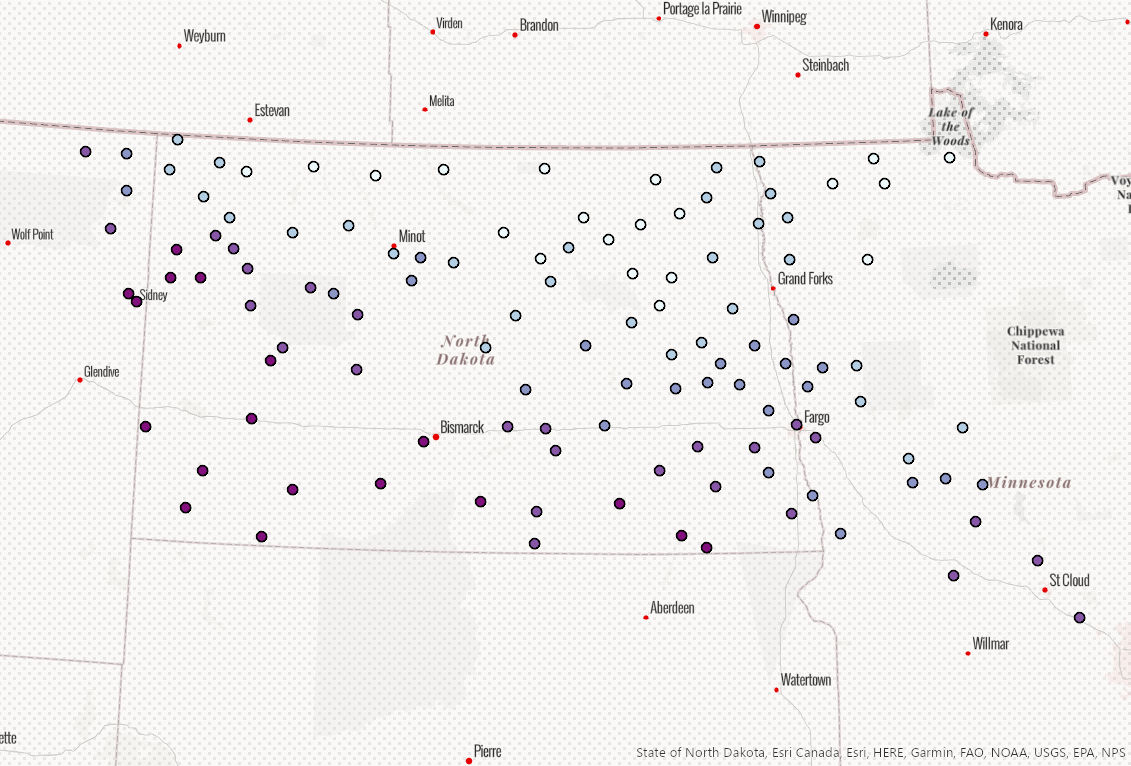 Portage la Prairie
Winnipeg
Virden
Brandon
Kenora
Weyburn
Steinbach
Melita
Estevan
Lake of
the
Woods
Voy
Na
Wolf Point
Minot
Grand Forks
Sidney
North
Dakota
Chippewa
National
Forest
Glendive
Bismarck
Fargo
Minnesota
St Cloud
Aberdeen
Willmar
Watertown
ette
Pierre
State of North Dakota, Esri Canada, Esri, HERE, Garmin, FAO, NOAA, USGS, EPA, NPS